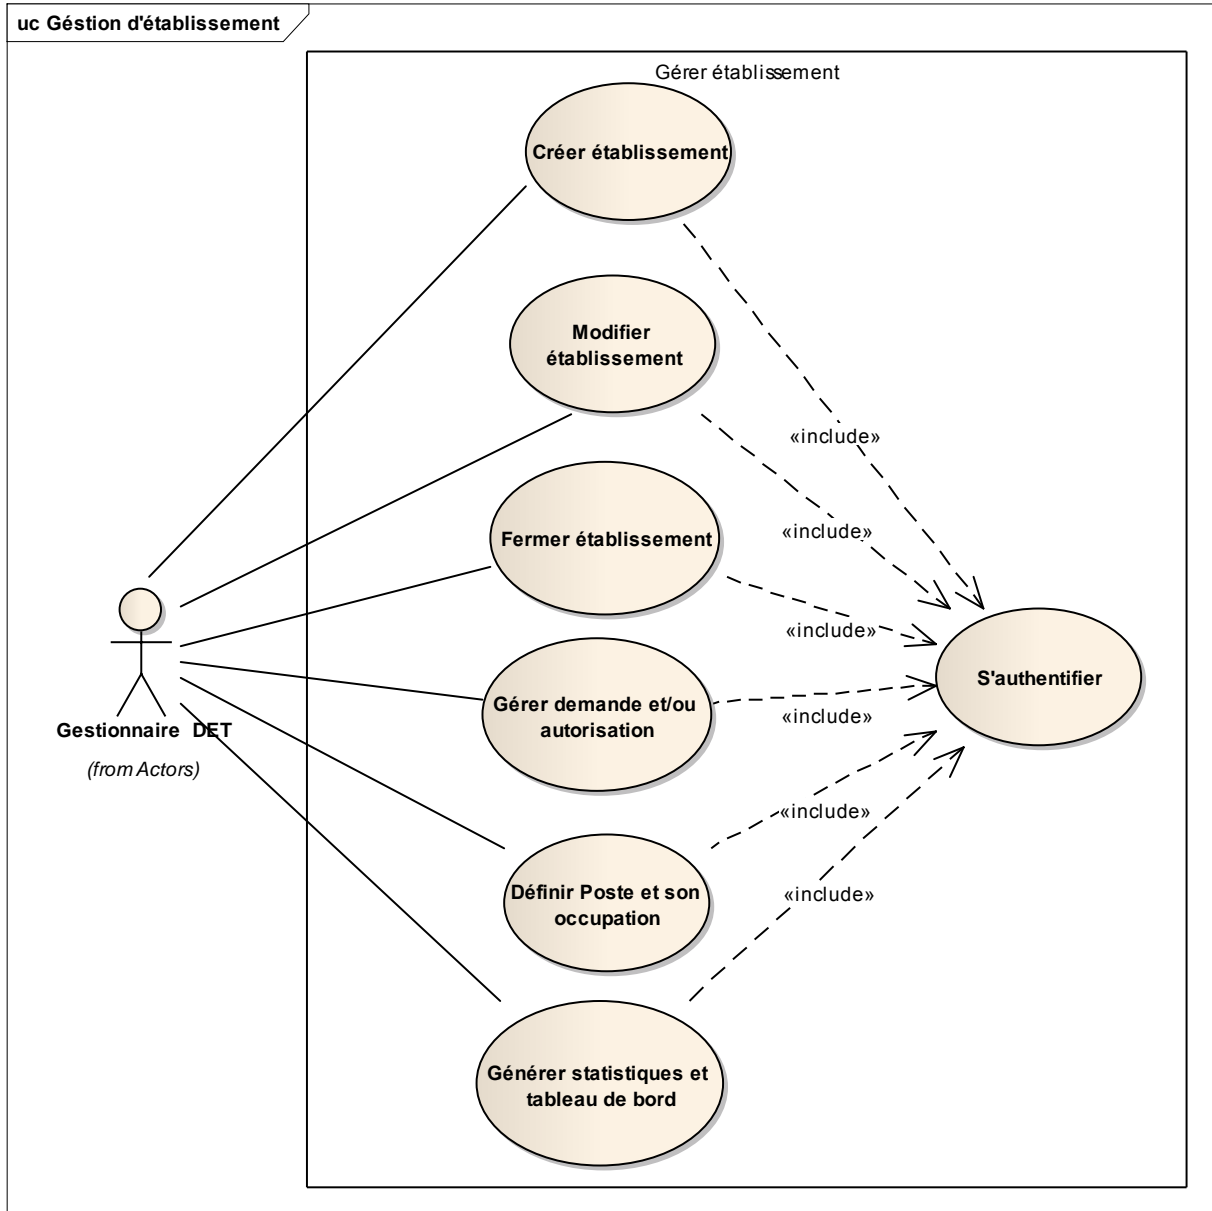 uc Géstion d'établissement
Gérer établissement
Créer établissement
Modifier
établissement
«include»
Fermer établissement
«include»
«include»
Gérer demande et/ou
autorisation
S'authentifier
«include»
Gestionnaire DET
(from Actors)
«include»
Définir Poste et son
occupation
«include»
Générer statistiques et
tableau de bord